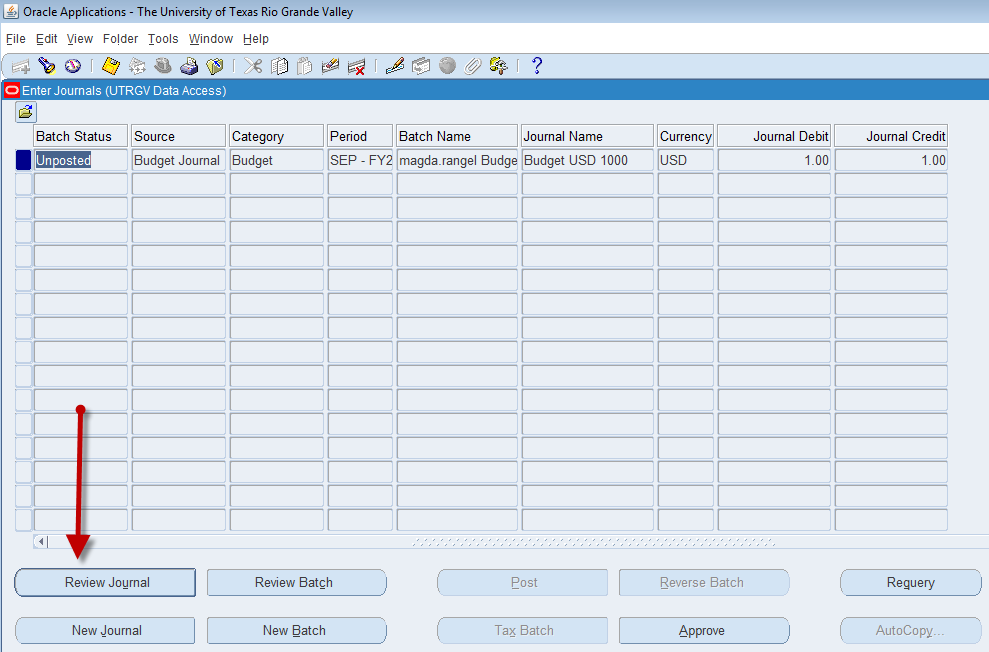 Oracle Applications - The University of Texas Rio Grande Valley
File Edit View Folder Tools Window Help
?
Enter Journals (UTRGV Data Access)
Batch Status Source Category Period Batch Name Journal Name Currency Journal Debit Journal Credit
Unposted Budget Journal Budget SEP - FY2 magda.rangel Budge Budget USD 1000 USD 1.00 1.00
Review Journal Review Batch Post Reverse Batch Requery
New Journal New Batch Tax Batch Approve AutoCopy...